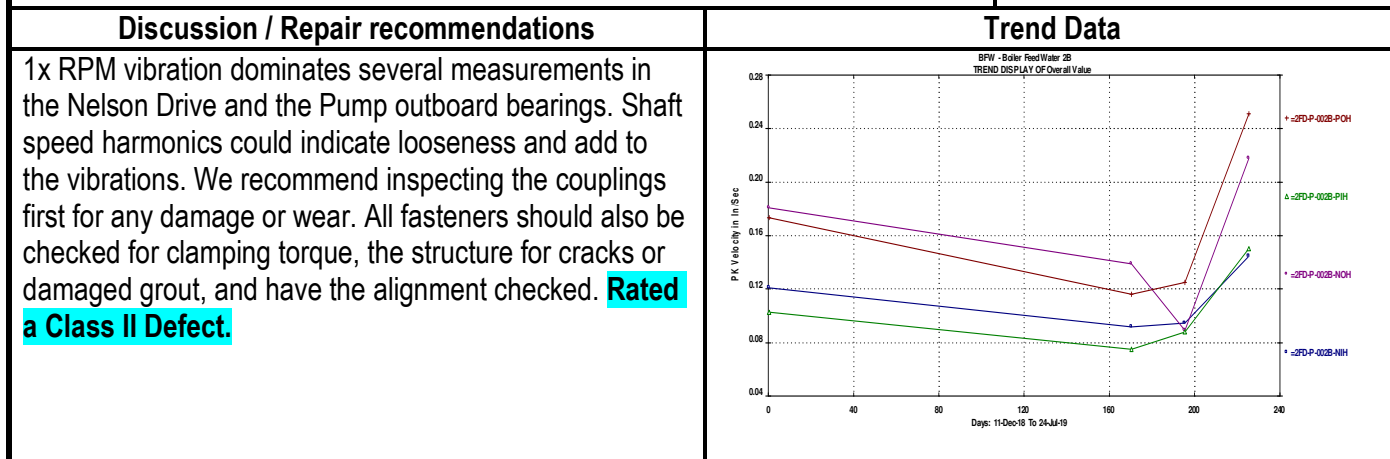 Discussion / Repair recommendations
Trend Data
1x RPM vibration dominates several measurements in
the Nelson Drive and the Pump outboard bearings. Shaft
speed harmonics could indicate looseness and add to
the vibrations. We recommend inspecting the couplings
first for any damage or wear. All fasteners should also be
checked for clamping torque, the structure for cracks or
damaged grout, and have the alignment checked. Rated
a Class II Defect.
BFW - Boiler Feed Water 2B
TREND DISPLAY OF Overall Value
PK Velocity in In/Sec
0.28
0.24
0.20
0.16
0.12
0.08
0.04
0 40 80 120 160 200 240
Days: 11-Dec-18 To 24-Jul-19
=2FD-P-002B-POH
=2FD-P-002B-PIH
=2FD-P-002B-NOH
=2FD-P-002B-NIH